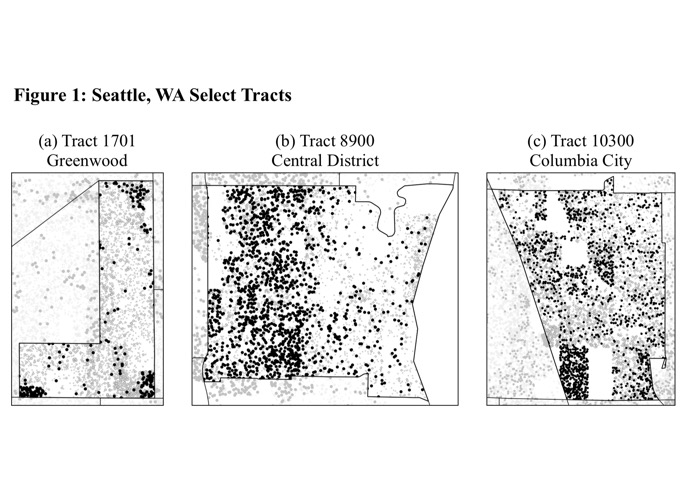 Figure 1: Seattle, WA Select Tracts
(a) Tract 1701
Greenwood
(b) Tract 8900
Central District
(c) Tract 10300
Columbia City